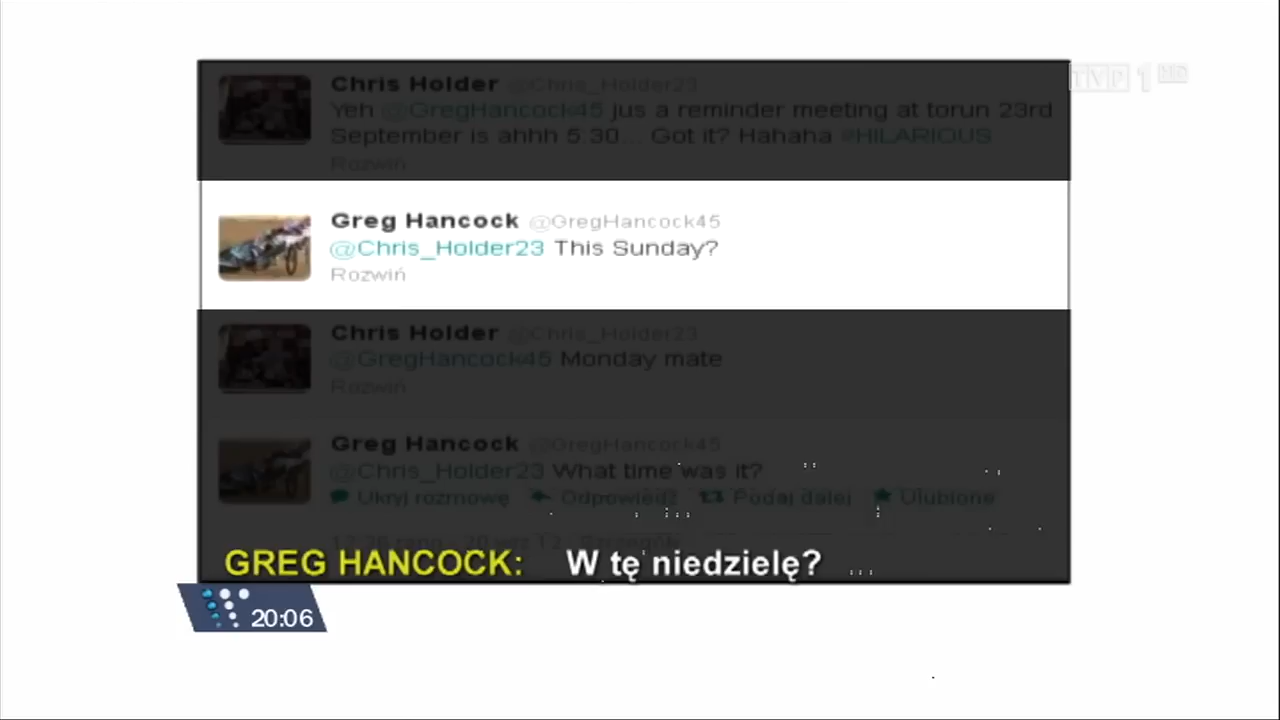 Chris Holder @Chris_Holder23
TVP 1 HD
Yeh @GregHancock45 jus a reminder meeting at torun 23rd
September is ahhh 5:30... Got it? Hahaha #HILARIOUS
Rozwiń
Greg Hancock @GregHancock45
@Chris_Holder23 This Sunday?
Rozwiń
Chris Holder @Chris_Holder23
@GregHancock45 Monday mate
Rozwiń
Greg Hancock @GregHancock45
@Chris_Holder23 What time was it?
Ukryj rozmowę Odpowiedz Podaj dalej Ulubione
GREG HANCOCK: W tę niedzielę?
20:06